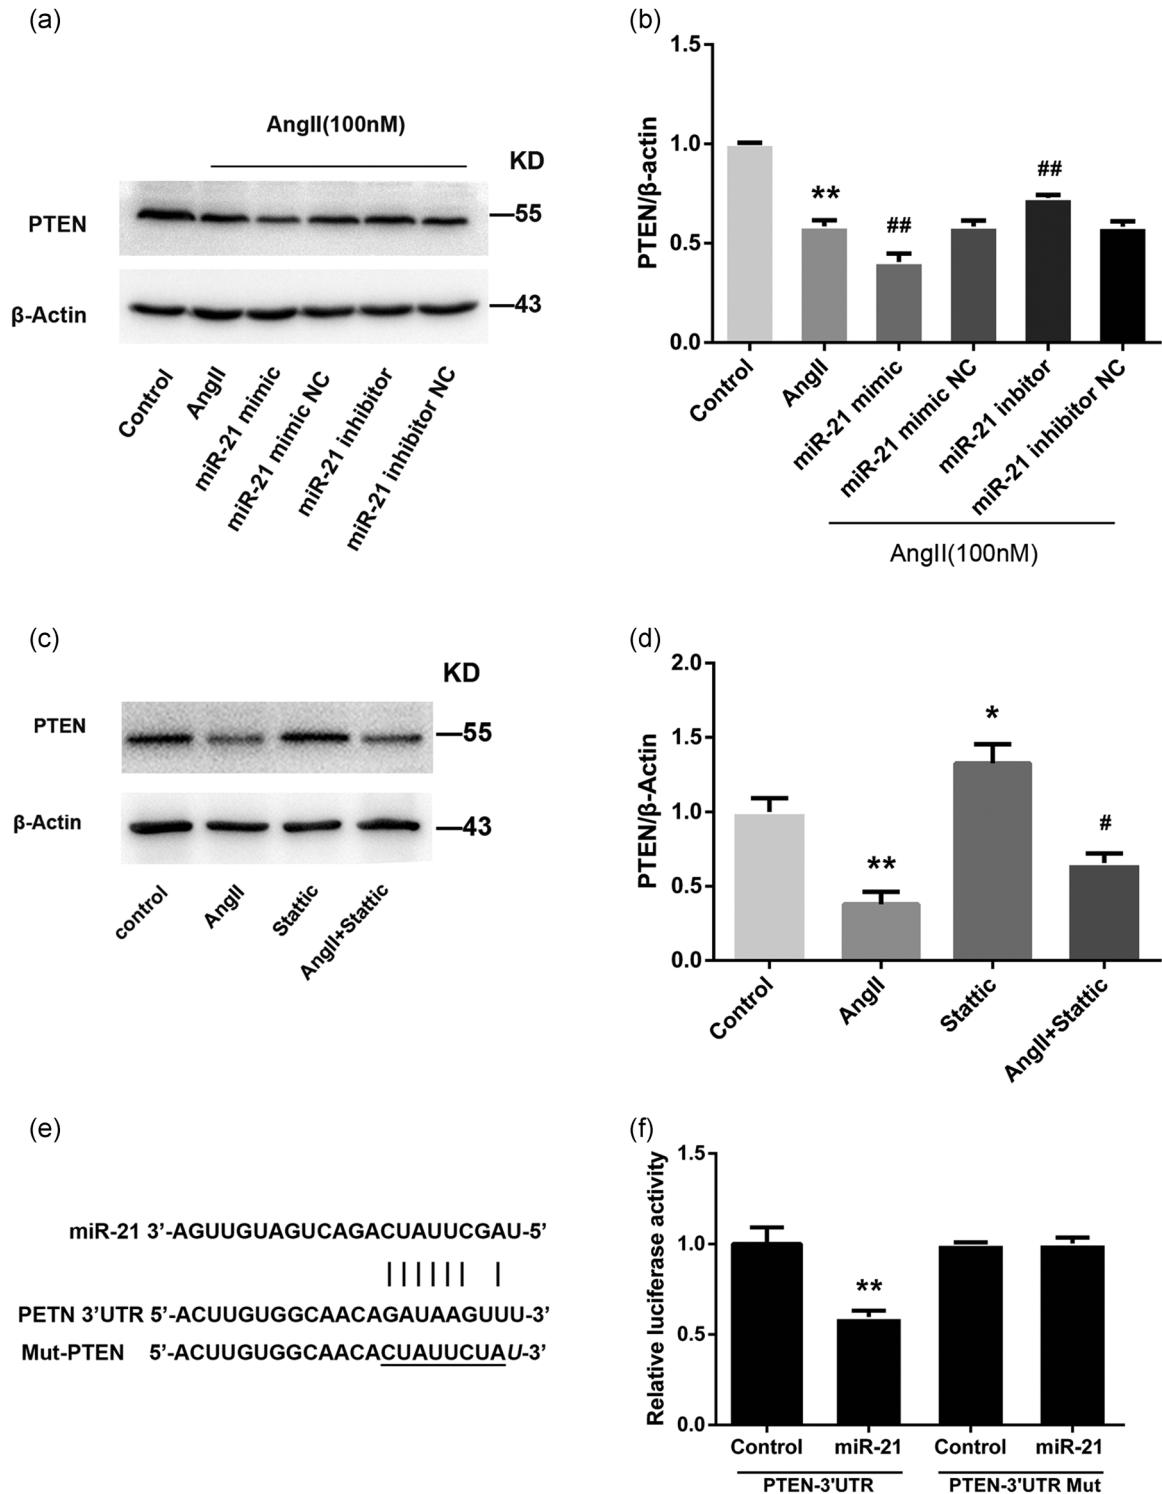 (a)
AngII(100nM)
KD
PTEN
55
β-Actin
43
Control
AngII
miR-21 mimic
miR-21 mimic NC
miR-21 inhibitor
miR-21 inhibitor NC
(b)
PTEN/β-actin
1.5
1.0
0.5
0.0
**
##
##
Control
AngII
miR-21 mimic
miR-21 mimic NC
miR-21 inbitor
miR-21 inhibitor NC
AngII(100nM)
(c)
KD
PTEN
55
β-Actin
43
control
AngII
Stattic
AngII+Stattic
(d)
PTEN/β-Actin
2.0
1.5
1.0
0.5
0.0
**
*
#
Control
AngII
Stattic
AngII+Stattic
(e)
miR-21 3’-AGUUGUAGUCAGACUAUUCGAU-5’
PETN 3’UTR 5’-ACUUGUGGCAACAGAUAAGUUU-3’
Mut-PTEN 5’-ACUUGUGGCAACACUAUUCUAU-3’
(f)
Relative luciferase activity
1.5
1.0
0.5
0.0
**
Control miR-21 Control miR-21
PTEN-3'UTR PTEN-3'UTR Mut